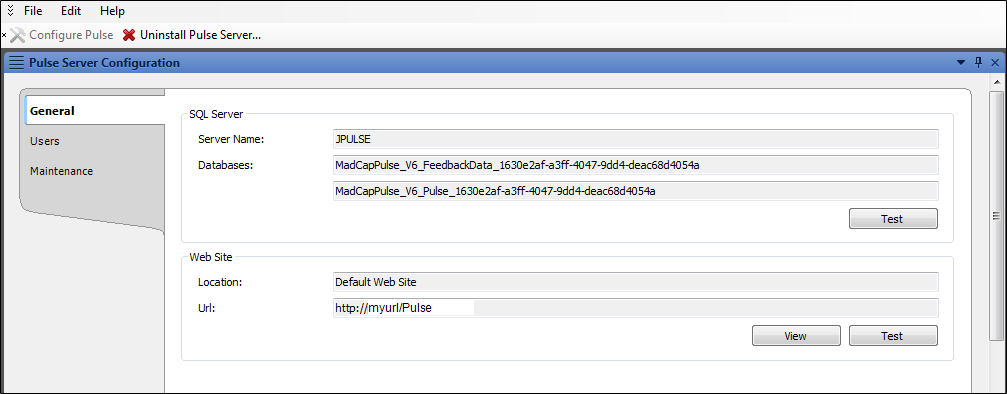 File Edit Help
Configure Pulse Uninstall Pulse Server...
Pulse Server Configuration
General
Users
Maintenance
SQL Server
Server Name: JPULSE
Databases: MadCapPulse_V6_FeedbackData_1630e2af-a3ff-4047-9dd4-deac68d4054a
MadCapPulse_V6_Pulse_1630e2af-a3ff-4047-9dd4-deac68d4054a
Test
Web Site
Location: Default Web Site
Url: http://myurl/Pulse
View Test